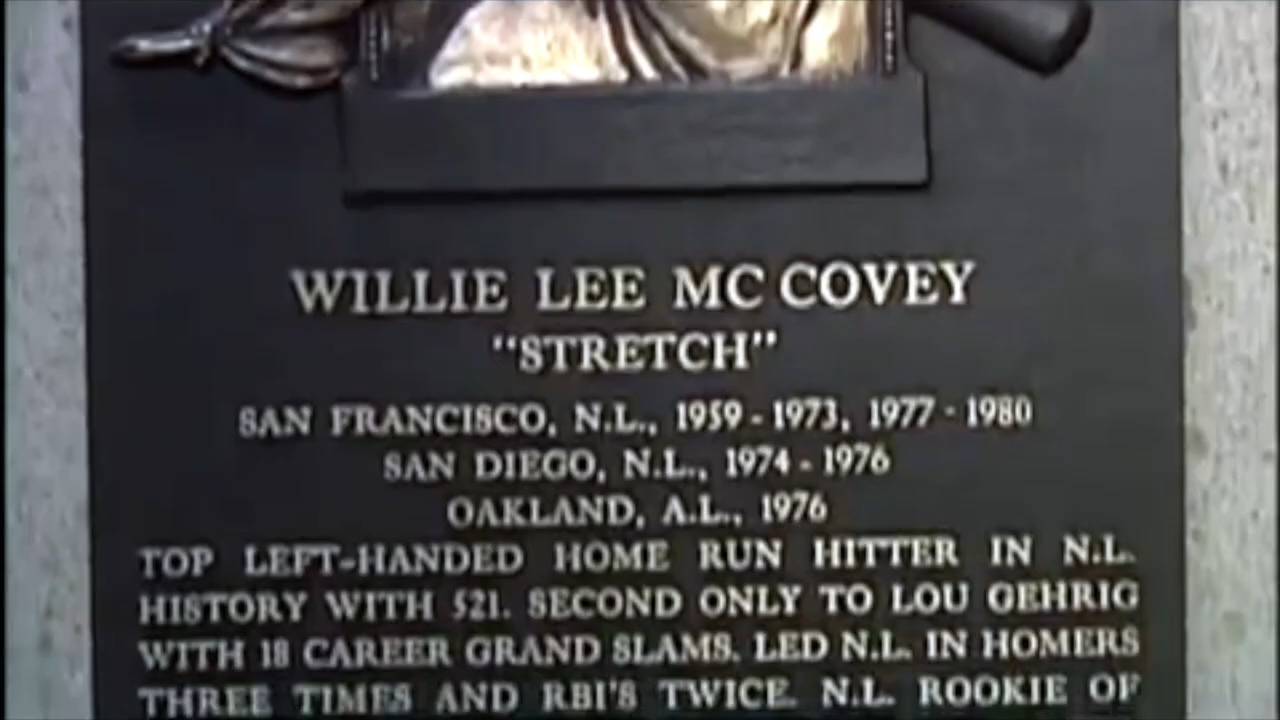 WILLIE LEE MC COVEY
"STRETCH"
SAN FRANCISCO, N.L., 1959 - 1973, 1977 - 1980
SAN DIEGO, N.L., 1974 - 1976
OAKLAND, A.L., 1976
TOP LEFT-HANDED HOME RUN HITTER IN N.L.
HISTORY WITH 521. SECOND ONLY TO LOU GEHRIG
WITH 18 CAREER GRAND SLAMS. LED N.L. IN HOMERS
THREE TIMES AND RBI'S TWICE. N.L. ROOKIE OF